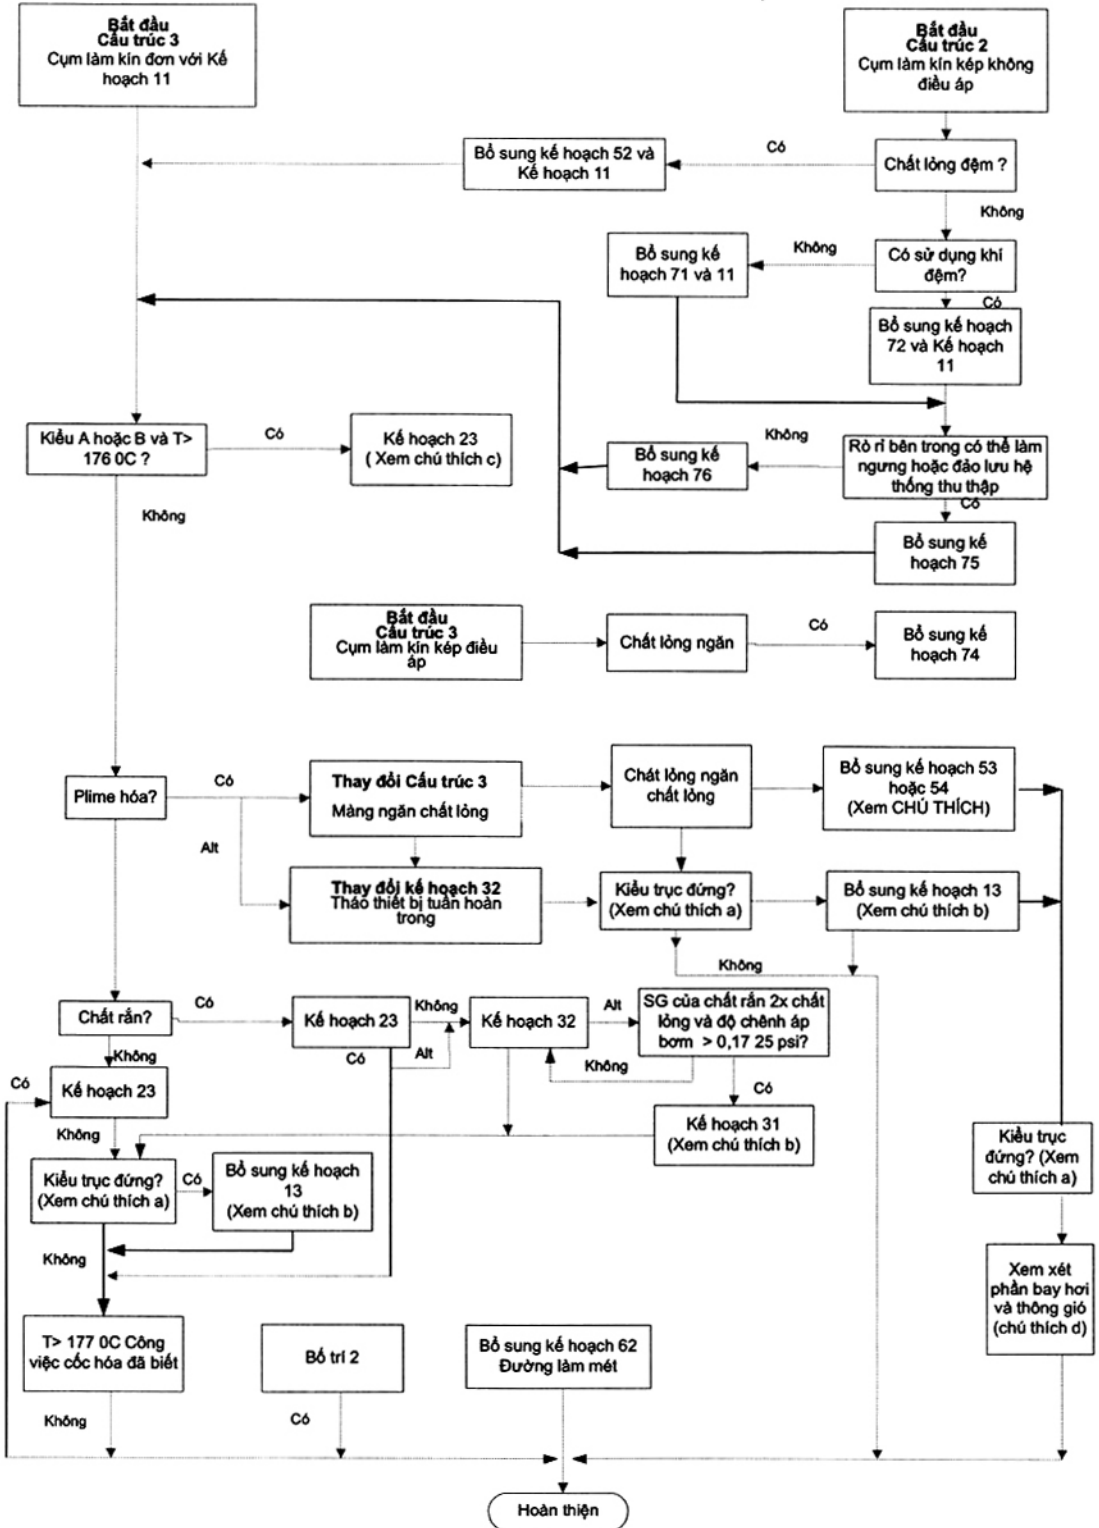 Bắt đầu
Cấu trúc 3
Cụm làm kín đơn với Kế
hoạch 11
Bắt đầu
Cấu trúc 2
Cụm làm kín kép không
điều áp
Bổ sung kế hoạch 52 và
Kế hoạch 11
Có
Chất lỏng đệm ?
Không
Bổ sung kế
hoạch 71 và 11
Không
Có sử dụng khí
đệm?
Có
Bổ sung kế hoạch
72 và Kế hoạch
11
Kiểu A hoặc B và T>
176 0C ?
Có
Kế hoạch 23
( Xem chú thích c)
Không
Bổ sung kế
hoạch 76
Không
Rò rỉ bên trong có thể làm
ngưng hoặc đảo lưu hệ
thống thu thập
Có
Bổ sung kế
hoạch 75
Bắt đầu
Cấu trúc 3
Cụm làm kín kép điều
áp
Chất lỏng ngăn
Có
Bổ sung kế
hoạch 74
Plime hóa?
Có
Alt
Thay đổi Cấu trúc 3
Màng ngăn chất lỏng
Chát lỏng ngăn
chất lỏng
Bổ sung kế hoạch 53
hoặc 54
(Xem CHÚ THÍCH)
Thay đổi kế hoạch 32
Tháo thiết bị tuần hoàn
trong
Kiểu trục đứng?
(Xem chú thích a)
Bổ sung kế hoạch 13
(Xem chú thích b)
Không
Chất rắn?
Có
Kế hoạch 23
Không
Alt
Có
Kế hoạch 32
Alt
SG của chất rắn 2x chất
lỏng và độ chênh áp
bơm > 0,17 25 psi?
Không
Có
Kế hoạch 31
(Xem chú thích b)
Không
Có
Kế hoạch 23
Không
Kiểu trục đứng?
(Xem chú thích a)
Có
Bổ sung kế hoạch
13
(Xem chú thích b)
Không
Kiểu trục
đứng? (Xem
chú thích a)
Xem xét
phần bay hơi
và thông gió
(chú thích d)
T> 177 0C Công
việc cốc hóa đã biết
Không
Bố trí 2
Có
Bổ sung kế hoạch 62
Đường làm mét
Hoàn thiện